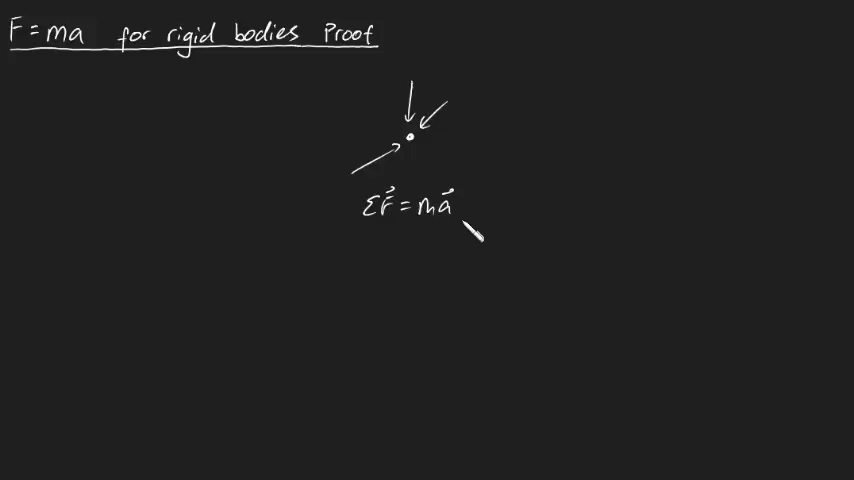 F = ma for rigid bodies Proof
ΣF⃗ = ma⃗